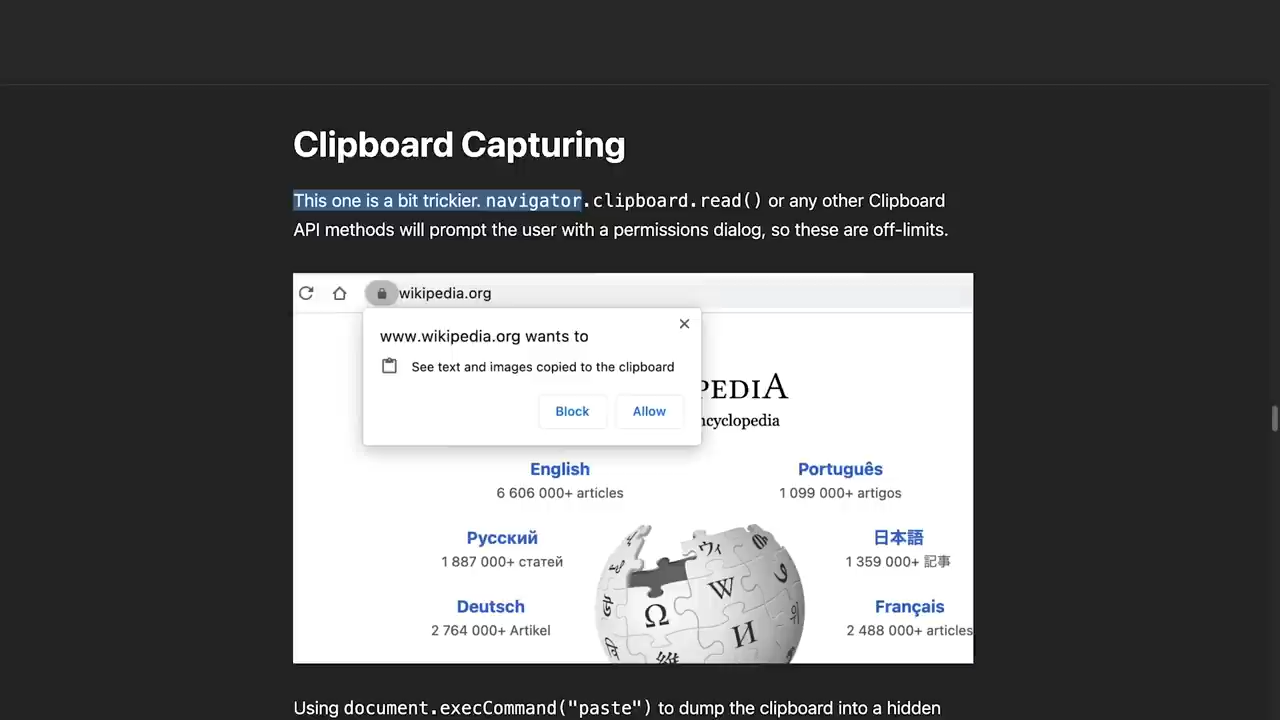 Clipboard Capturing
This one is a bit trickier. navigator.clipboard.read() or any other Clipboard
API methods will prompt the user with a permissions dialog, so these are off-limits.
wikipedia.org
www.wikipedia.org wants to
See text and images copied to the clipboard
Block Allow
PEDIA
ncyclopedia
English
6 606 000+ articles
Português
1 099 000+ artigos
Русский
1 887 000+ статей
日本語
1 359 000+ 記事
Deutsch
2 764 000+ Artikel
Français
2 488 000+ articles
Ω
W
И
維
Using document.execCommand("paste") to dump the clipboard into a hidden